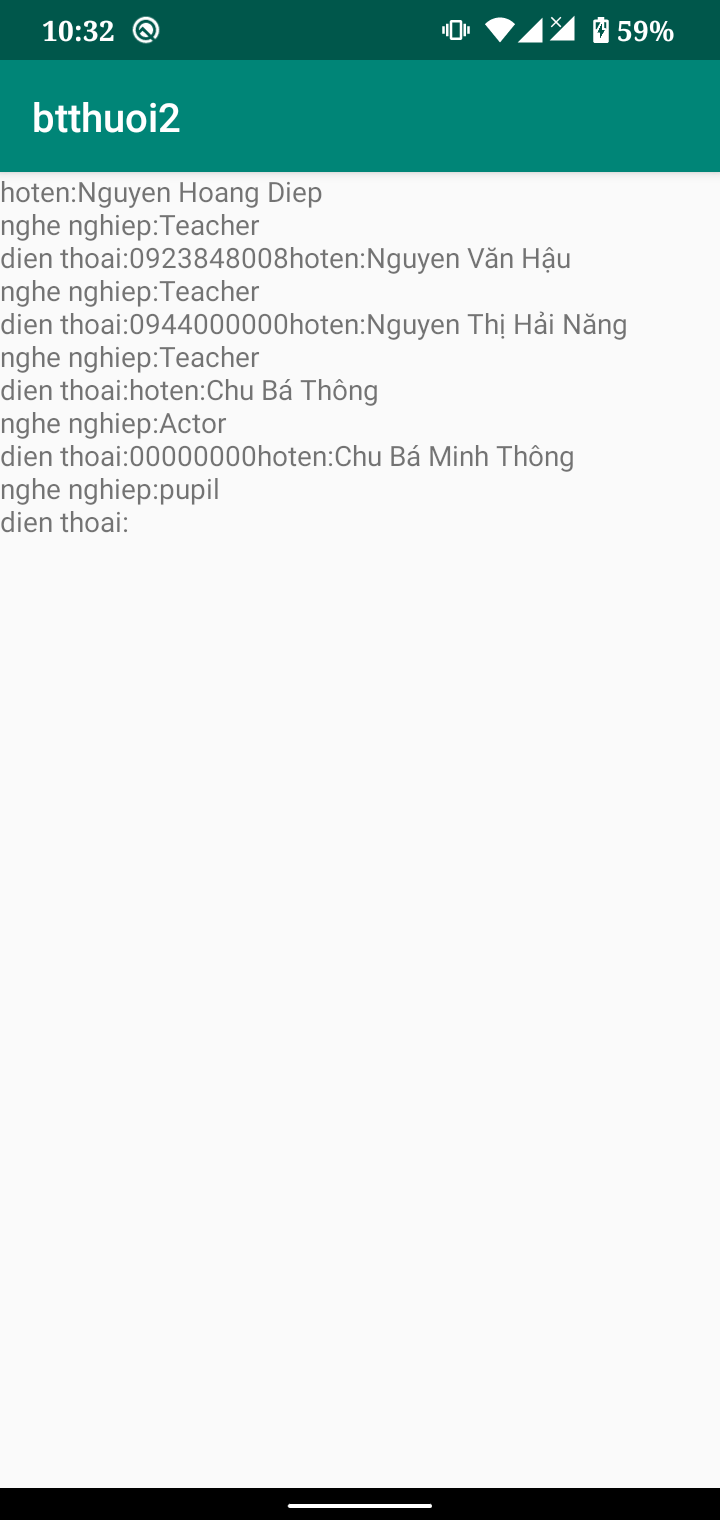 10:32
59%
btthuoi2
hoten:Nguyen Hoang Diep
nghe nghiep:Teacher
dien thoai:0923848008hoten:Nguyen Văn Hậu
nghe nghiep:Teacher
dien thoai:0944000000hoten:Nguyen Thị Hải Năng
nghe nghiep:Teacher
dien thoai:hoten:Chu Bá Thông
nghe nghiep:Actor
dien thoai:00000000hoten:Chu Bá Minh Thông
nghe nghiep:pupil
dien thoai: